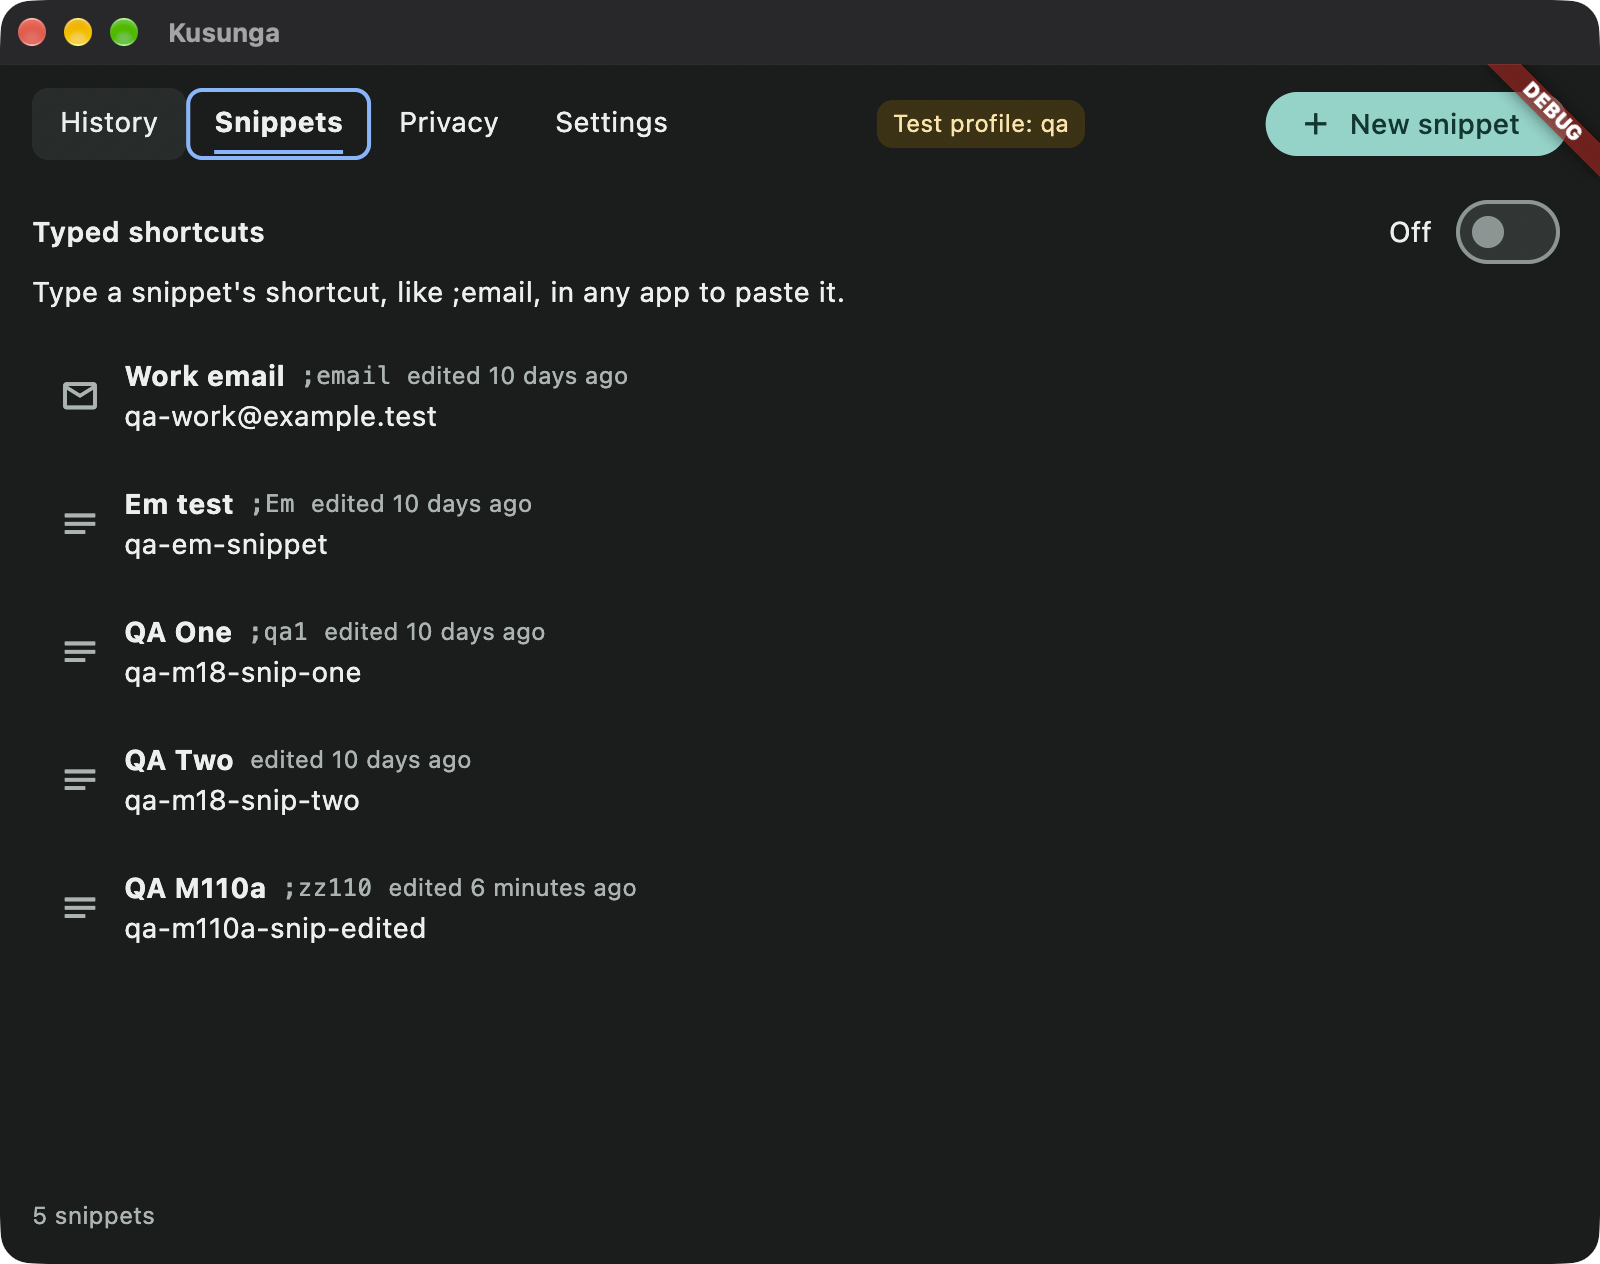 Kusunga
History Snippets Privacy Settings Test profile: qa + New snippet DEBUG
Typed shortcuts Off
Type a snippet's shortcut, like ;email, in any app to paste it.
Work email ;email edited 10 days ago
qa-work@example.test
Em test ;Em edited 10 days ago
qa-em-snippet
QA One ;qa1 edited 10 days ago
qa-m18-snip-one
QA Two edited 10 days ago
qa-m18-snip-two
QA M110a ;zz110 edited 6 minutes ago
qa-m110a-snip-edited
5 snippets